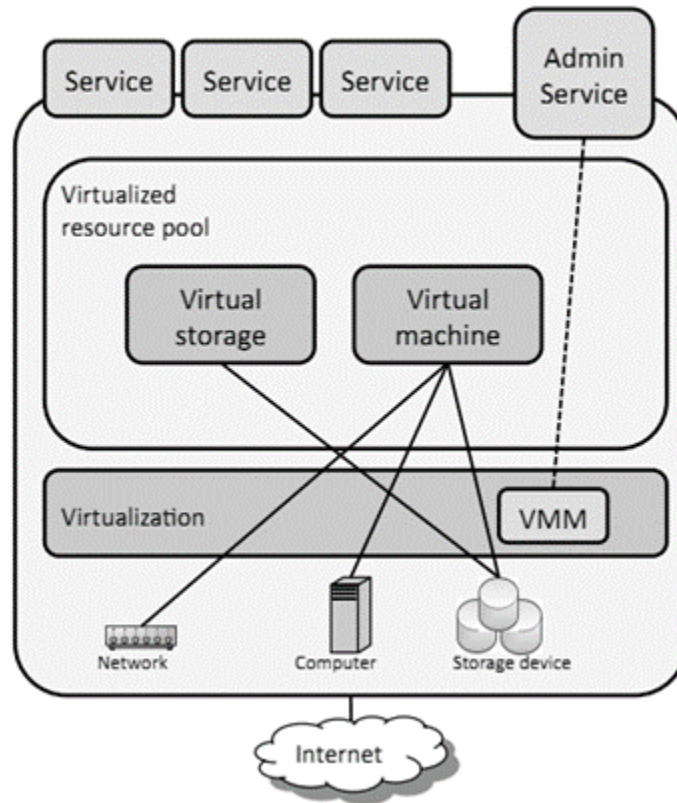 Service
Service
Service
Admin
Service
Virtualized
resource pool
Virtual
storage
Virtual
machine
Virtualization
VMM
Network
Computer
Storage device
Internet